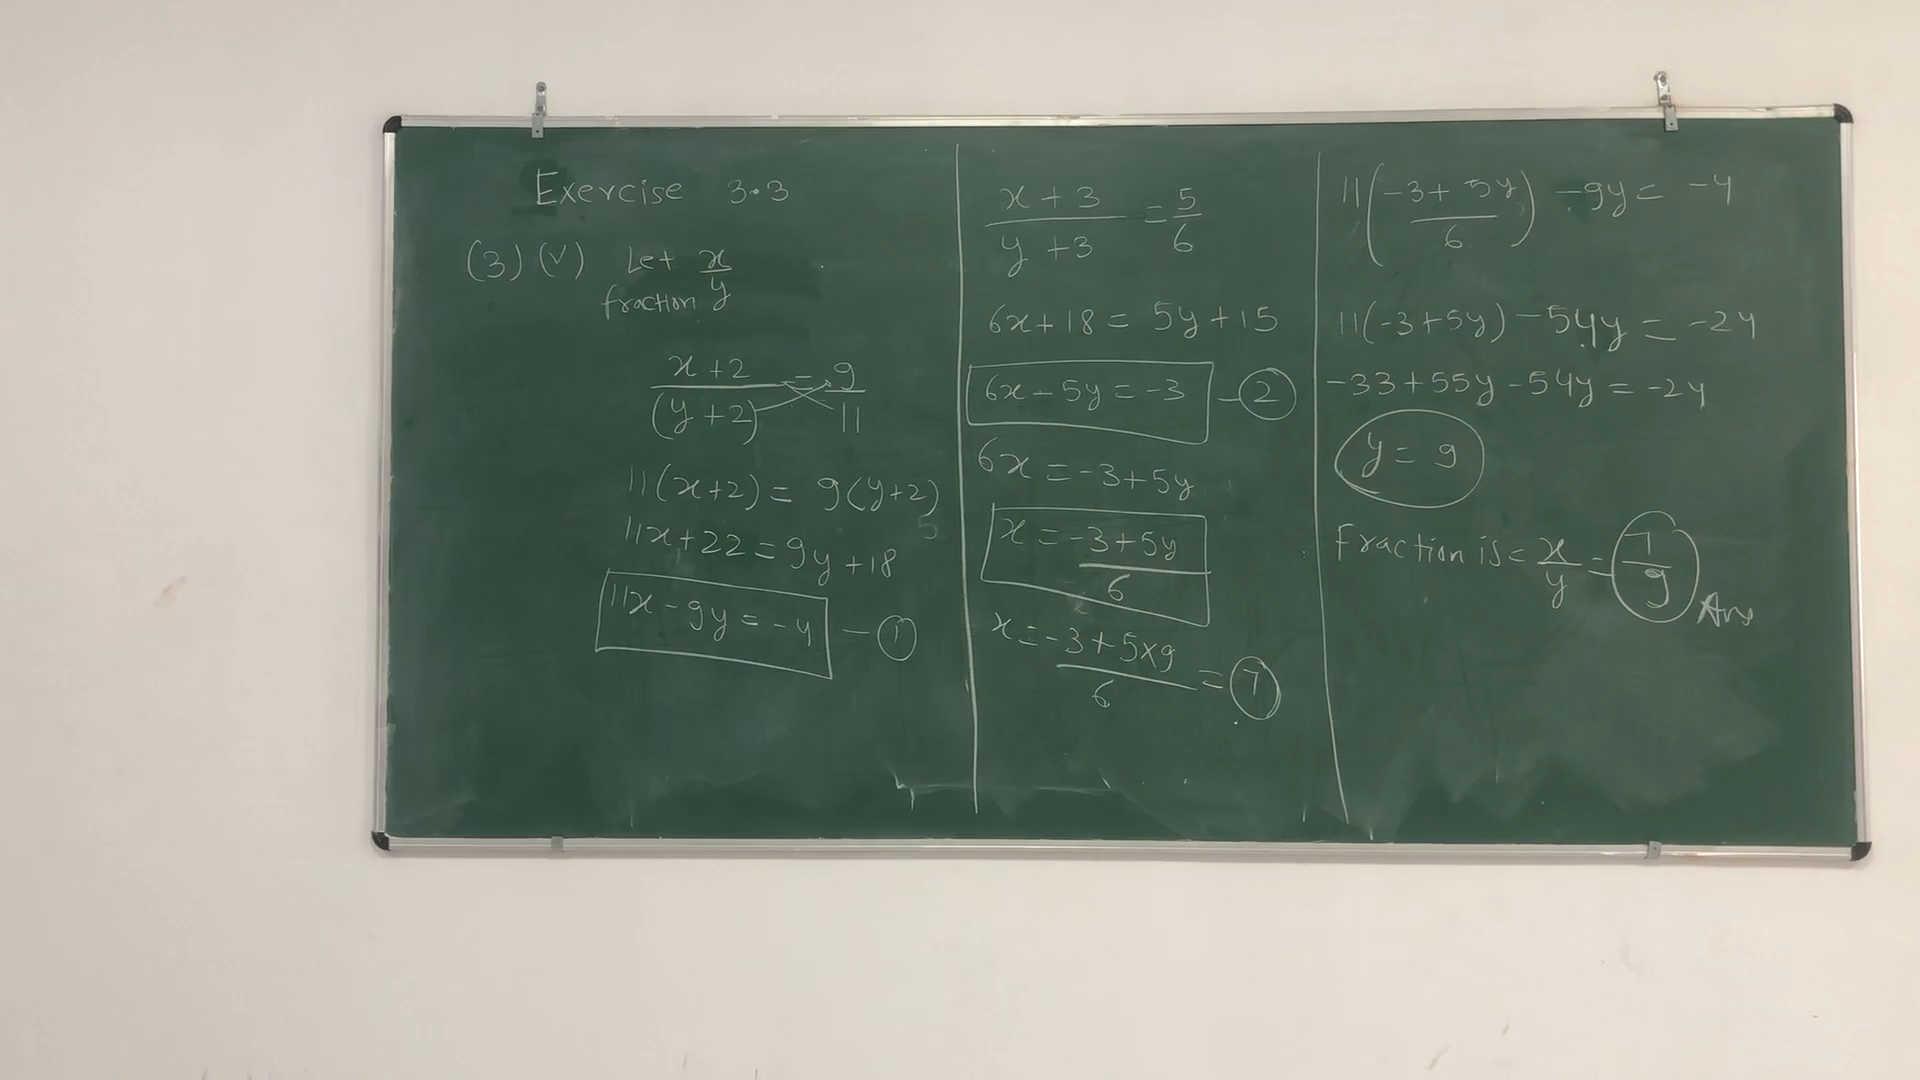 Exercise 3.3
(3) (v) Let x/y
fraction
(x+2)/(y+2) = 9/11
11(x+2) = 9(y+2)
11x+22 = 9y+18
11x-9y = -4 — ①
(x+3)/(y+3) = 5/6
6x+18 = 5y+15
6x-5y = -3 — ②
6x = -3+5y
x = (-3+5y)/6
x = (-3+5×9)/6 = 7
11((-3+5y)/6) - 9y = -4
11(-3+5y) - 54y = -24
-33+55y-54y = -24
y = 9
Fraction is = x/y = 7/9 Ans